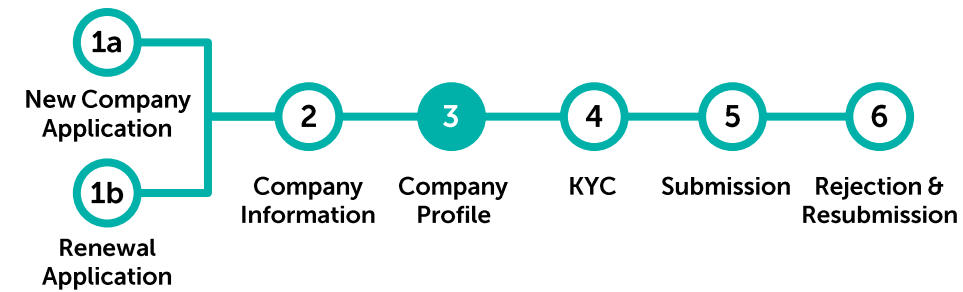 1a
New Company
Application
1b
Renewal
Application
2
Company
Information
3
Company
Profile
4
KYC
5
Submission
6
Rejection &
Resubmission